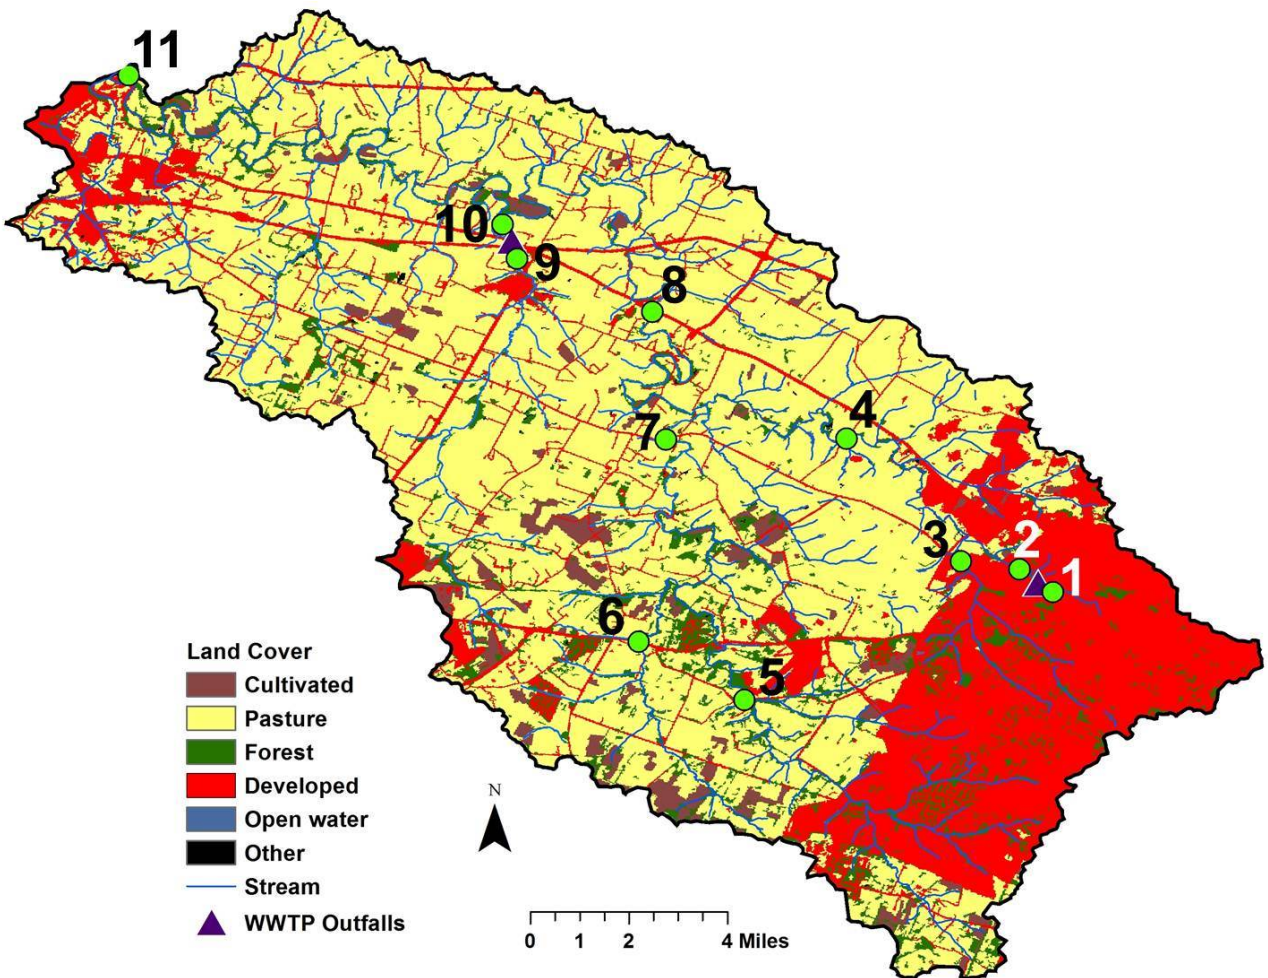 11
10
9
8
4
7
3
2
1
6
5
Land Cover
Cultivated
Pasture
Forest
Developed
Open water
Other
Stream
WWTP Outfalls
N
0 1 2 4 Miles